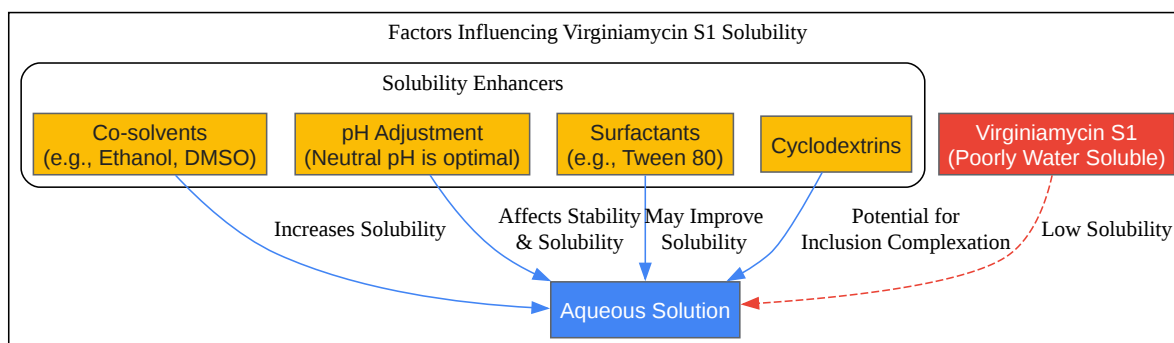 Factors Influencing Virginiamycin S1 Solubility
Solubility Enhancers
Co-solvents
(e.g., Ethanol, DMSO)
pH Adjustment
(Neutral pH is optimal)
Surfactants
(e.g., Tween 80)
Cyclodextrins
Virginiamycin S1
(Poorly Water Soluble)
Increases Solubility
Affects Stability
& Solubility
May Improve
Solubility
Potential for
Inclusion Complexation
Low Solubility
Aqueous Solution